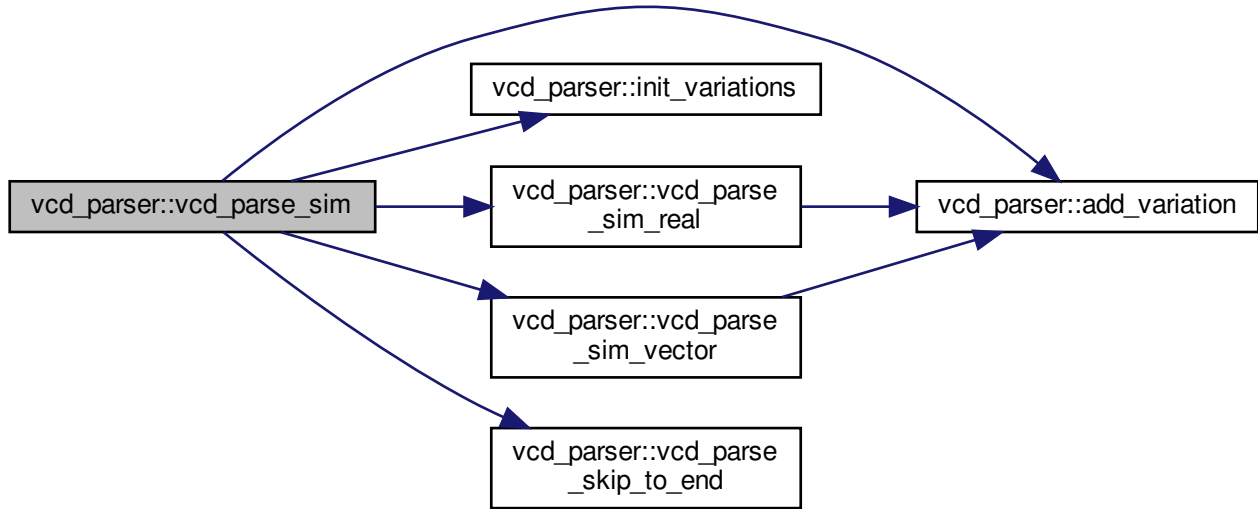 vcd_parser::init_variations
vcd_parser::vcd_parse_sim
vcd_parser::vcd_parse
_sim_real
vcd_parser::add_variation
vcd_parser::vcd_parse
_sim_vector
vcd_parser::vcd_parse
_skip_to_end